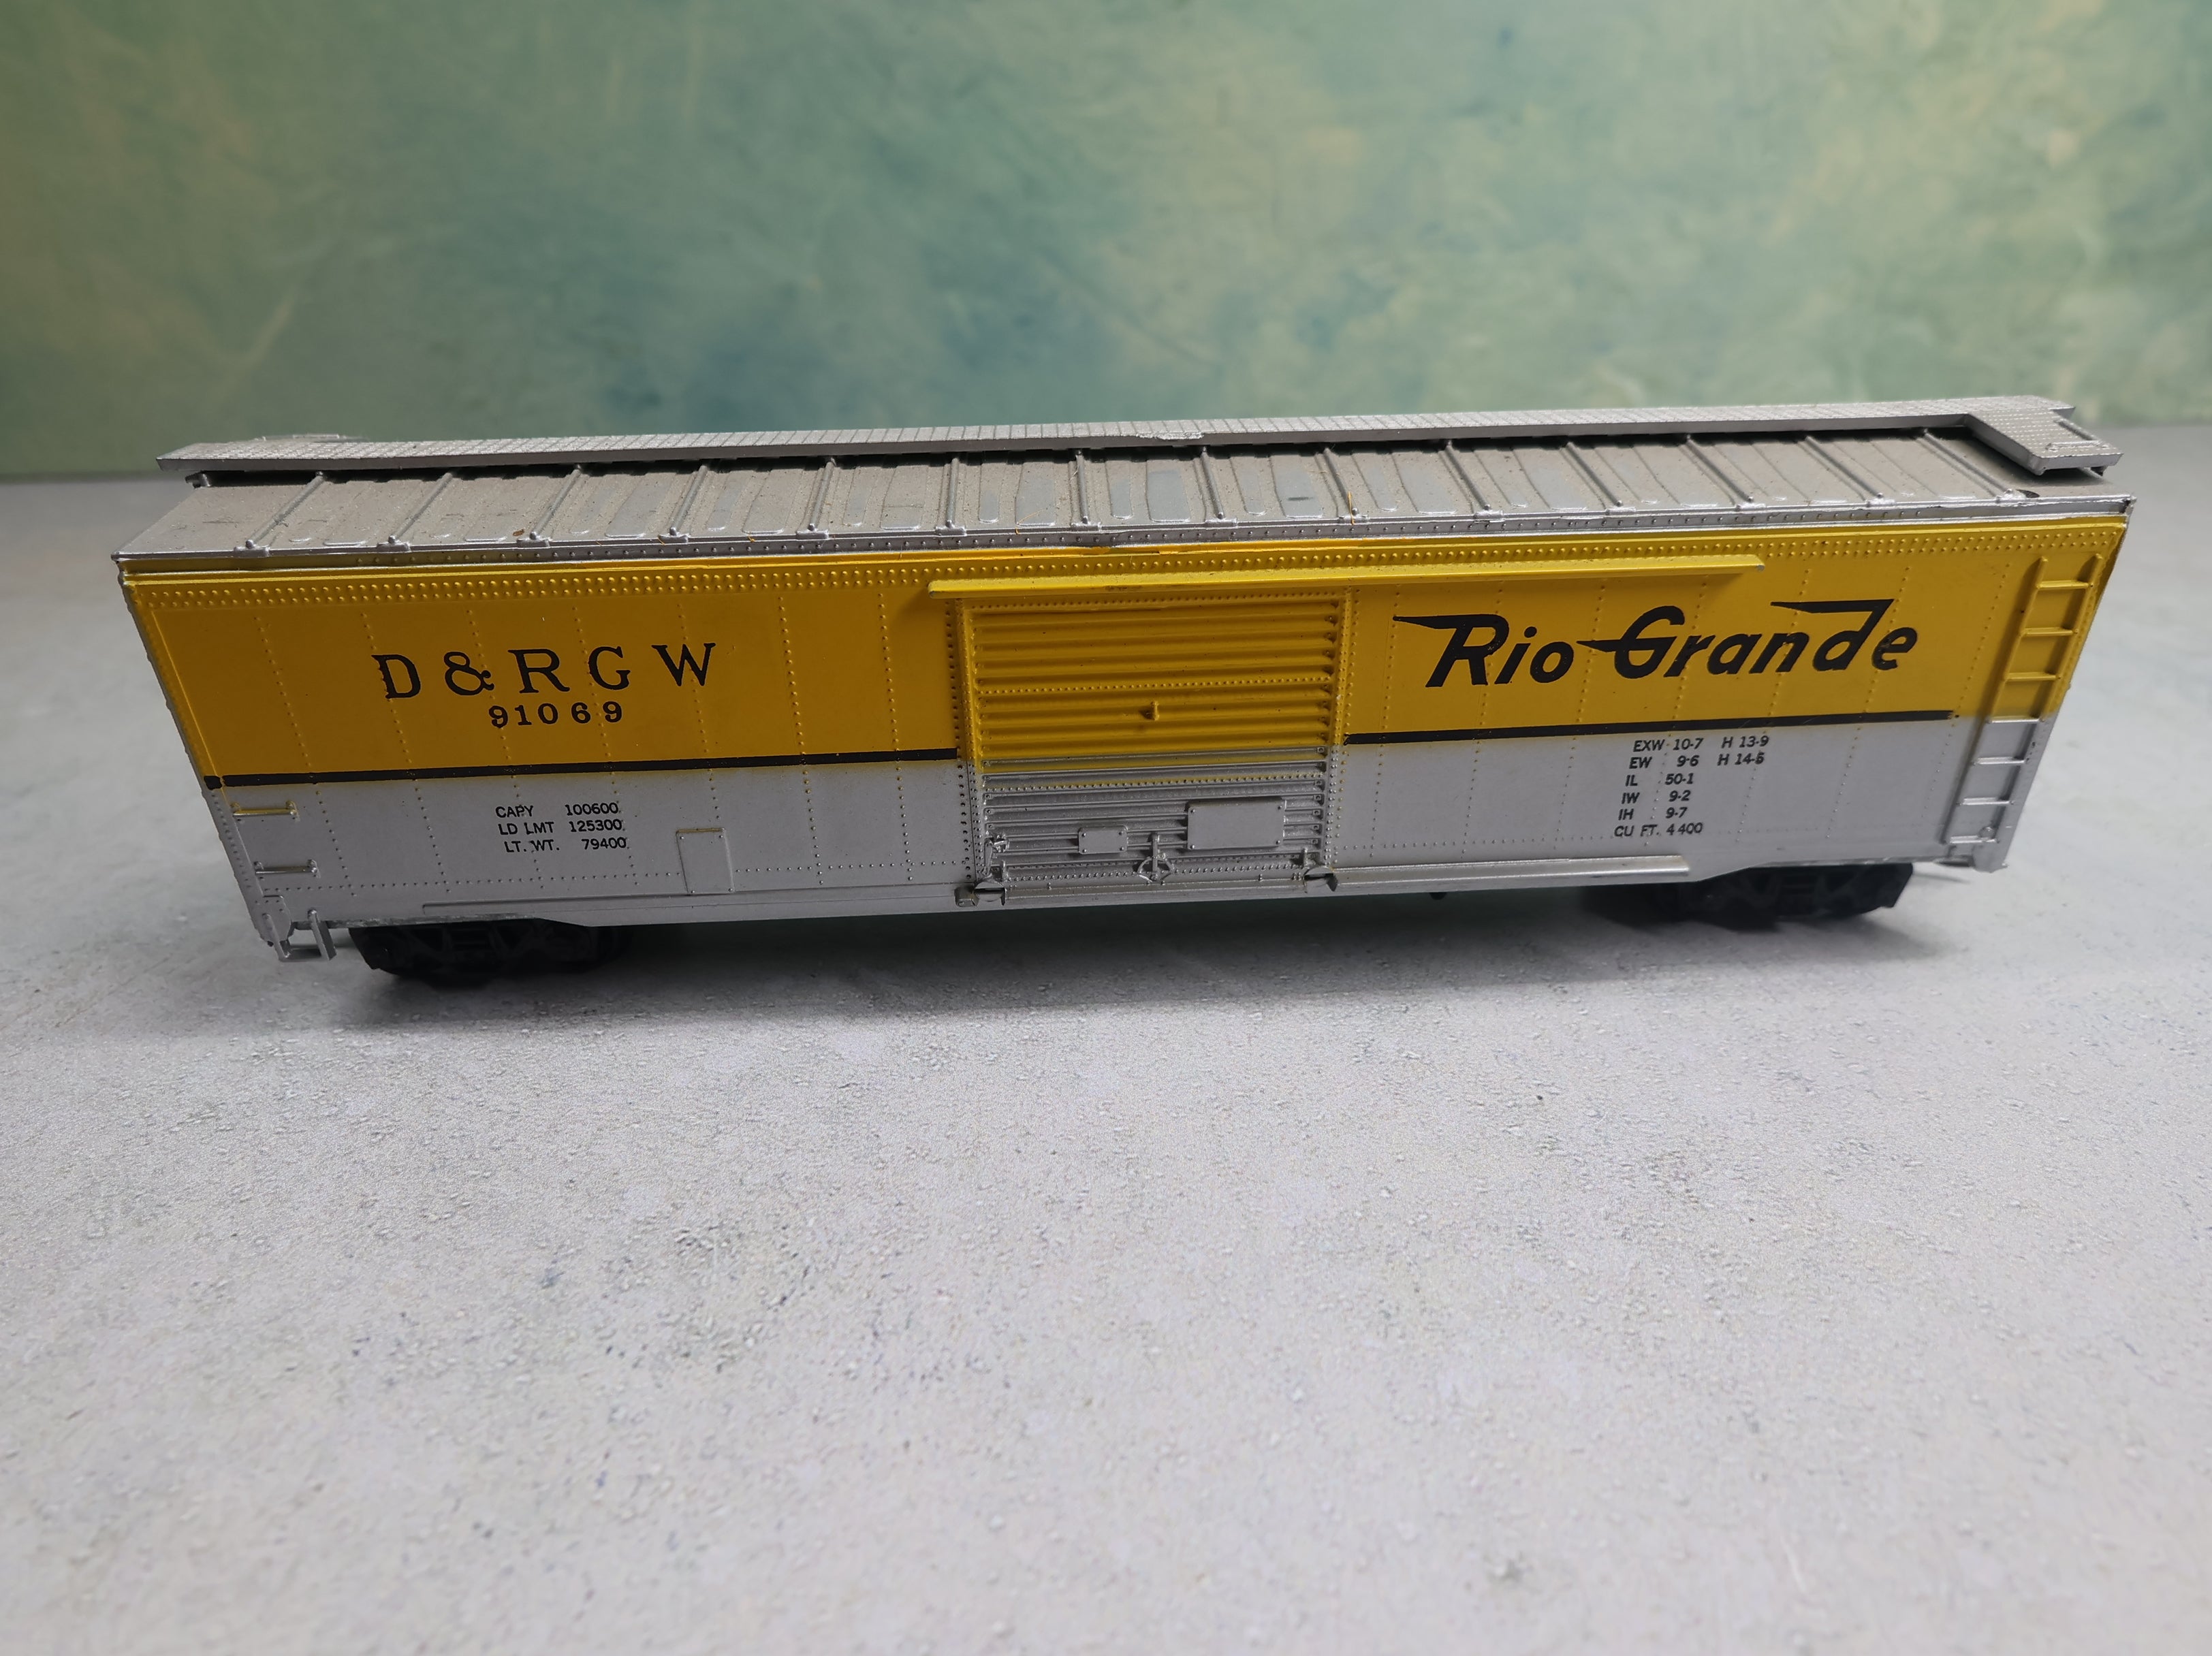 D & R G W
91069
Rio Grande
CAPY 100600
LD LMT 125300
LT. WT. 79400
EXW 10-7 H 13-9
EW 9-6 H 14-5
IL 50-1
IW 9-2
IH 9-7
CU FT. 4400